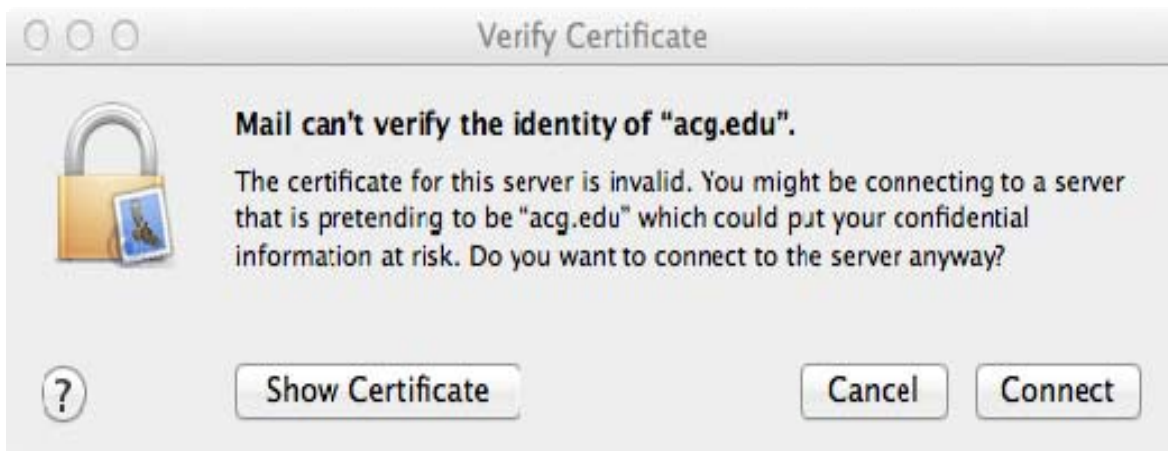 Verify Certificate
Mail can't verify the identity of “acg.edu”.
The certificate for this server is invalid. You might be connecting to a server
that is pretending to be “acg.edu” which could put your confidential
information at risk. Do you want to connect to the server anyway?
? Show Certificate Cancel Connect